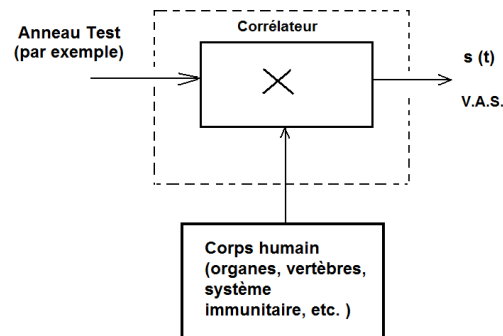 Anneau Test
(par exemple)
Corrélateur
s (t)
V.A.S.
Corps humain
(organes, vertèbres,
système
immunitaire, etc. )